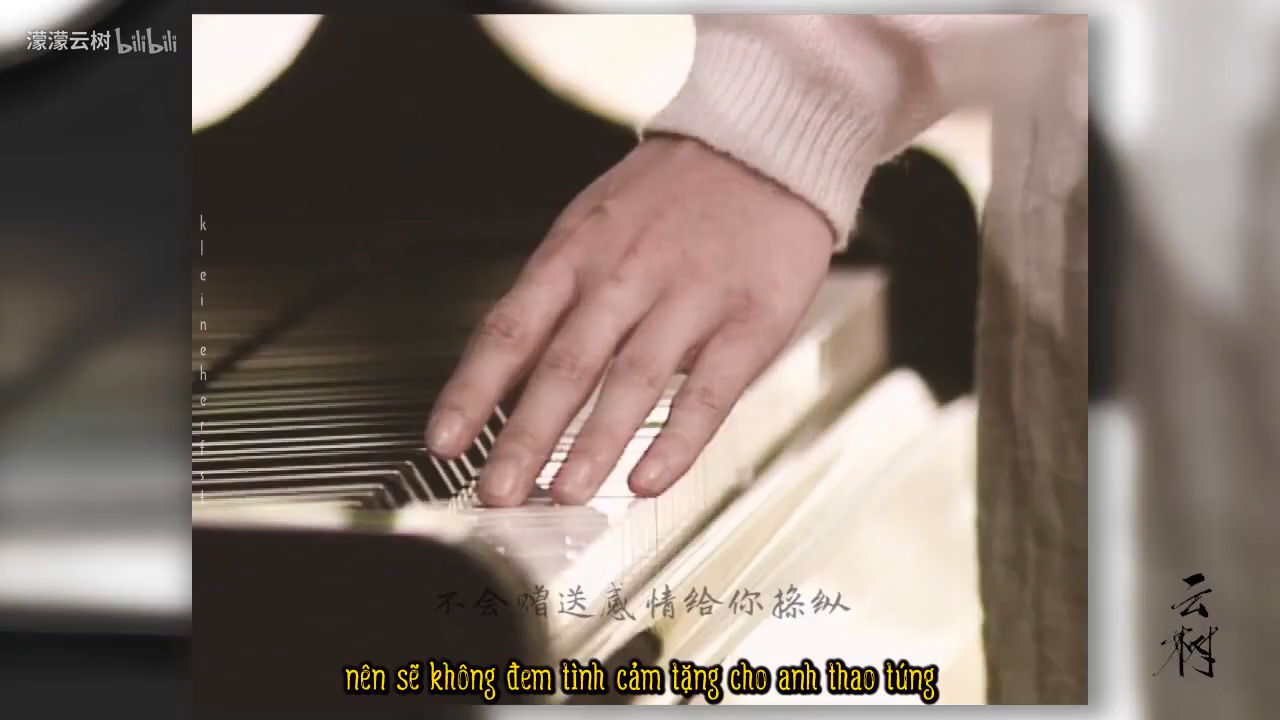 濛濛云树 bilibili
kleineherfst
不会赠送感情给你操纵
nên sẽ không đem tình cảm tặng cho anh thao túng
云树